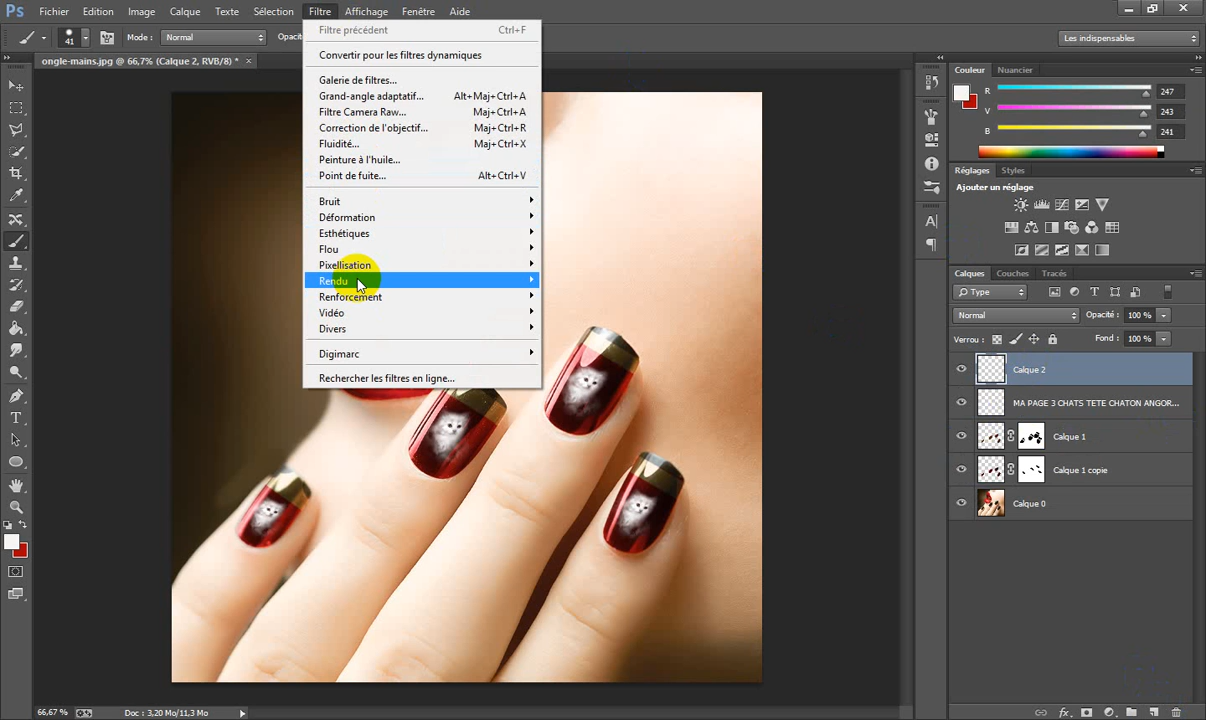 Ps Fichier Edition Image Calque Texte Sélection Filtre Affichage Fenêtre Aide
41 Mode : Normal Opaci Les indispensables
ongle-mains.jpg @ 66,7% (Calque 2, RVB/8) * ×
Filtre précédent Ctrl+F
Convertir pour les filtres dynamiques
Galerie de filtres...
Grand-angle adaptatif... Alt+Maj+Ctrl+A
Filtre Camera Raw... Maj+Ctrl+A
Correction de l'objectif... Maj+Ctrl+R
Fluidité... Maj+Ctrl+X
Peinture à l'huile...
Point de fuite... Alt+Ctrl+V
Bruit
Déformation
Esthétiques
Flou
Pixellisation
Rendu
Renforcement
Vidéo
Divers
Digimarc
Rechercher les filtres en ligne...
Couleur Nuancier
R 247
V 243
B 241
Réglages Styles
Ajouter un réglage
Calques Couches Tracés
Type
Normal Opacité : 100 %
Verrou : Fond : 100 %
Calque 2
MA PAGE 3 CHATS TETE CHATON ANGOR...
Calque 1
Calque 1 copie
Calque 0
66,67 % Doc : 3,20 Mo/11,3 Mo
fx